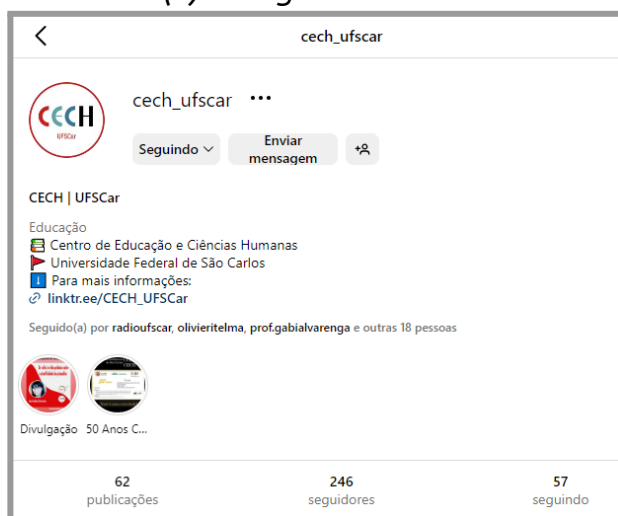 cech_ufscar
CECH
UFSCar
cech_ufscar
Seguindo
Enviar mensagem
CECH | UFSCar
Educação
Centro de Educação e Ciências Humanas
Universidade Federal de São Carlos
Para mais informações:
linktr.ee/CECH_UFSCar
Seguido(a) por radioufscar, olivieritelma, prof.gabialvarenga e outras 18 pessoas
Divulgação 50 Anos C...
62 246 57
publicações seguidores seguindo